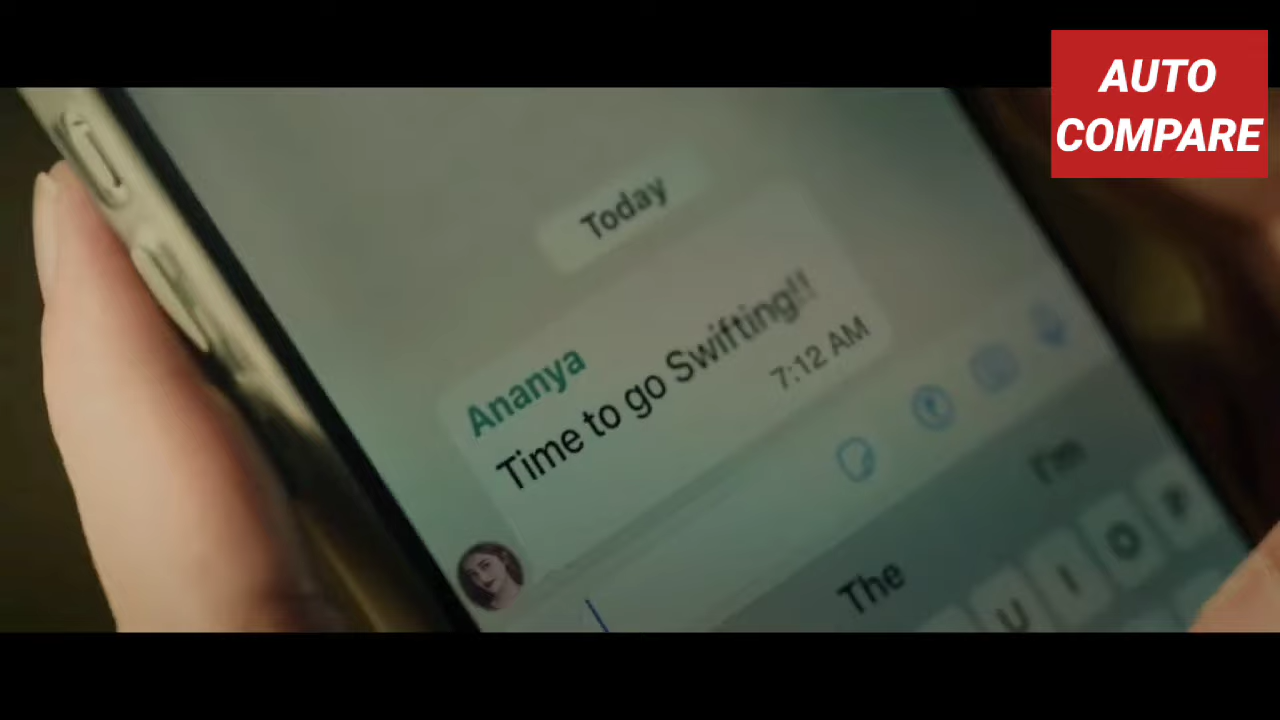 AUTO
COMPARE
Today
Ananya
Time to go Swifting!!
7:12 AM
The
I'm
U I O P